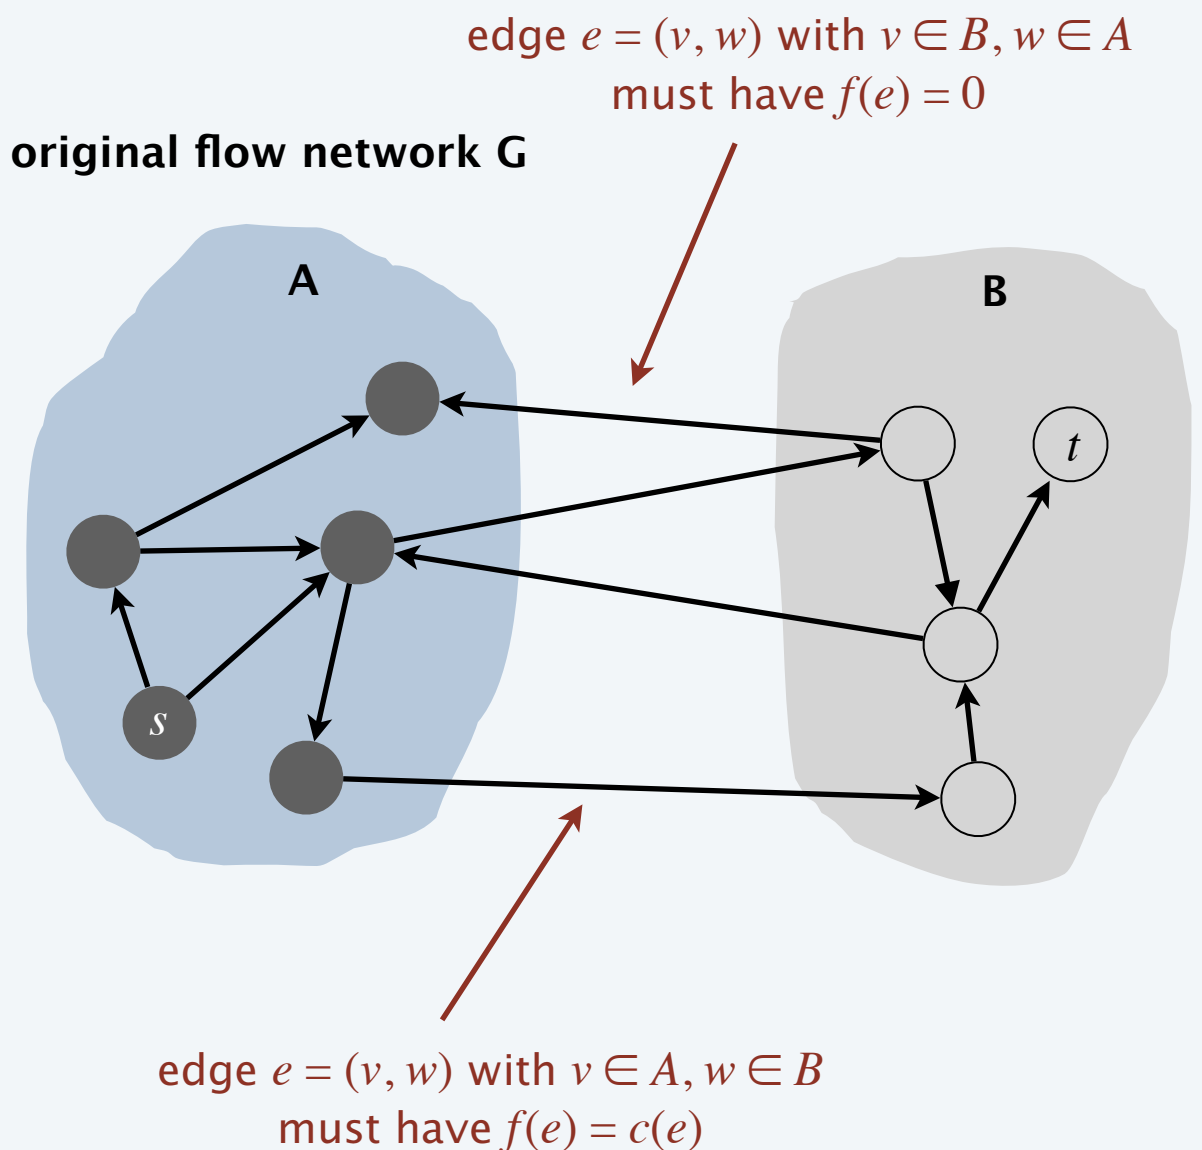 edge e = (v, w) with v ∈ B, w ∈ A
must have f(e) = 0
original flow network G
A
B
t
s
edge e = (v, w) with v ∈ A, w ∈ B
must have f(e) = c(e)